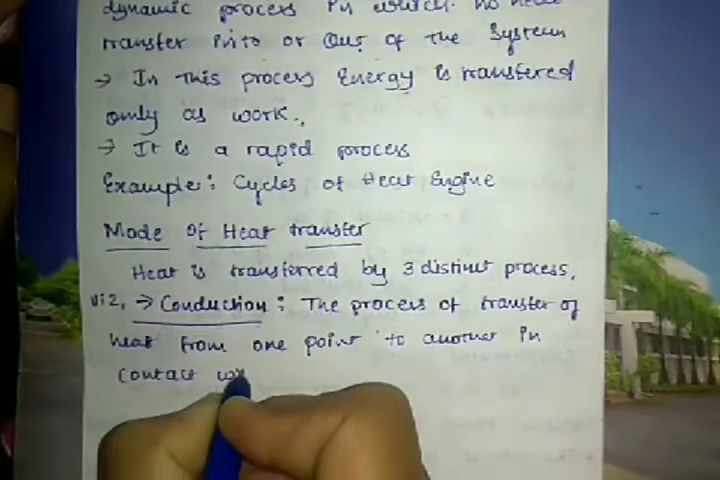 dynamic process in which no heat
transfer into or out of the system
→ In this process Energy is transferred
only as work.,
→ It is a rapid process
Example: Cycles of Heat Engine
Mode of Heat transfer
Heat is transferred by 3 distinct process,
viz, → Conduction: The process of transfer of
heat from one point to another in
contact wi